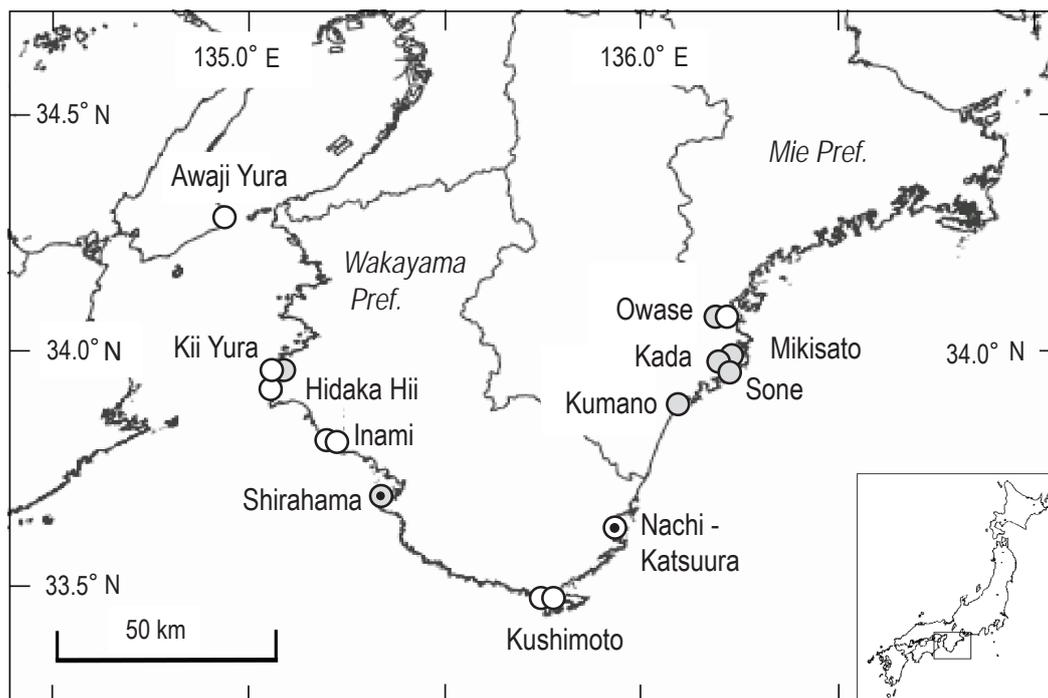 135.0° E
136.0° E
34.5° N
Mie Pref.
Awaji Yura
Wakayama
Pref.
Owase
34.0° N
Kii Yura
Kada
Mikisato
34.0° N
Hidaka Hii
Sone
Kumano
Inami
Shirahama
Nachi -
Katsuura
33.5° N
50 km
Kushimoto